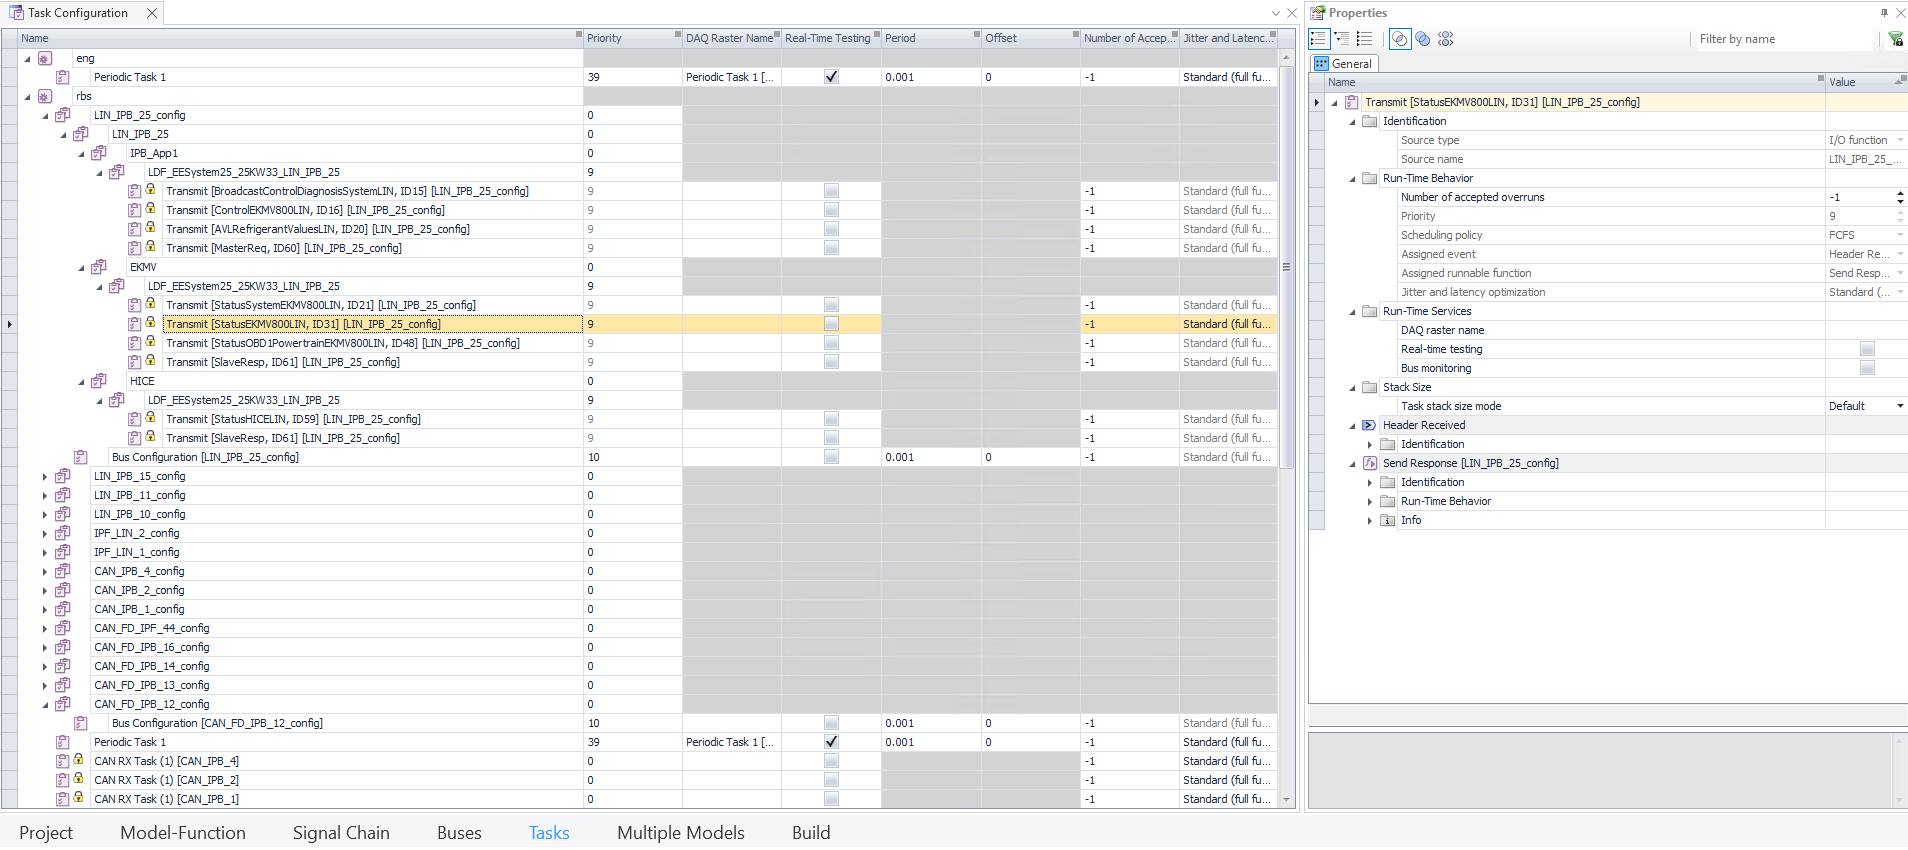 Task Configuration
Name Priority DAQ Raster Name Real-Time Testing Period Offset Number of Accep... Jitter and Latenc...
eng
Periodic Task 1 39 Periodic Task 1 [... 0.001 0 -1 Standard (full fu...
rbs
LIN_IPB_25_config 0
LIN_IPB_25 0
IPB_App1 0
LDF_EESystem25_25KW33_LIN_IPB_25 9
Transmit [BroadcastControlDiagnosisSystemLIN, ID15] [LIN_IPB_25_config] 9 -1 Standard (full fu...
Transmit [ControlEKMV800LIN, ID16] [LIN_IPB_25_config] 9 -1 Standard (full fu...
Transmit [AVLRefrigerantValuesLIN, ID20] [LIN_IPB_25_config] 9 -1 Standard (full fu...
Transmit [MasterReq, ID60] [LIN_IPB_25_config] 9 -1 Standard (full fu...
EKMV 0
LDF_EESystem25_25KW33_LIN_IPB_25 9
Transmit [StatusSystemEKMV800LIN, ID21] [LIN_IPB_25_config] 9 -1 Standard (full fu...
Transmit [StatusEKMV800LIN, ID31] [LIN_IPB_25_config] 9 -1 Standard (full fu...
Transmit [StatusOBD1PowertrainEKMV800LIN, ID48] [LIN_IPB_25_config] 9 -1 Standard (full fu...
Transmit [SlaveResp, ID61] [LIN_IPB_25_config] 9 -1 Standard (full fu...
HICE 0
LDF_EESystem25_25KW33_LIN_IPB_25 9
Transmit [StatusHICELIN, ID59] [LIN_IPB_25_config] 9 -1 Standard (full fu...
Transmit [SlaveResp, ID61] [LIN_IPB_25_config] 9 -1 Standard (full fu...
Bus Configuration [LIN_IPB_25_config] 10 0.001 0 -1 Standard (full fu...
LIN_IPB_15_config 0
LIN_IPB_11_config 0
LIN_IPB_10_config 0
IPF_LIN_2_config 0
IPF_LIN_1_config 0
CAN_IPB_4_config 0
CAN_IPB_2_config 0
CAN_IPB_1_config 0
CAN_FD_IPF_44_config 0
CAN_FD_IPB_16_config 0
CAN_FD_IPB_14_config 0
CAN_FD_IPB_13_config 0
CAN_FD_IPB_12_config 0
Bus Configuration [CAN_FD_IPB_12_config] 10 0.001 0 -1 Standard (full fu...
Periodic Task 1 39 Periodic Task 1 [... 0.001 0 -1 Standard (full fu...
CAN RX Task (1) [CAN_IPB_4] 0 -1 Standard (full fu...
CAN RX Task (1) [CAN_IPB_2] 0 -1 Standard (full fu...
CAN RX Task (1) [CAN_IPB_1] 0 -1 Standard (full fu...
Properties
Filter by name
General
Name Value
Transmit [StatusEKMV800LIN, ID31] [LIN_IPB_25_config]
Identification
Source type I/O function
Source name LIN_IPB_25_...
Run-Time Behavior
Number of accepted overruns -1
Priority 9
Scheduling policy FCFS
Assigned event Header Re...
Assigned runnable function Send Resp...
Jitter and latency optimization Standard (...
Run-Time Services
DAQ raster name
Real-time testing
Bus monitoring
Stack Size
Task stack size mode Default
Header Received
Identification
Send Response [LIN_IPB_25_config]
Identification
Run-Time Behavior
Info
Project Model-Function Signal Chain Buses Tasks Multiple Models Build